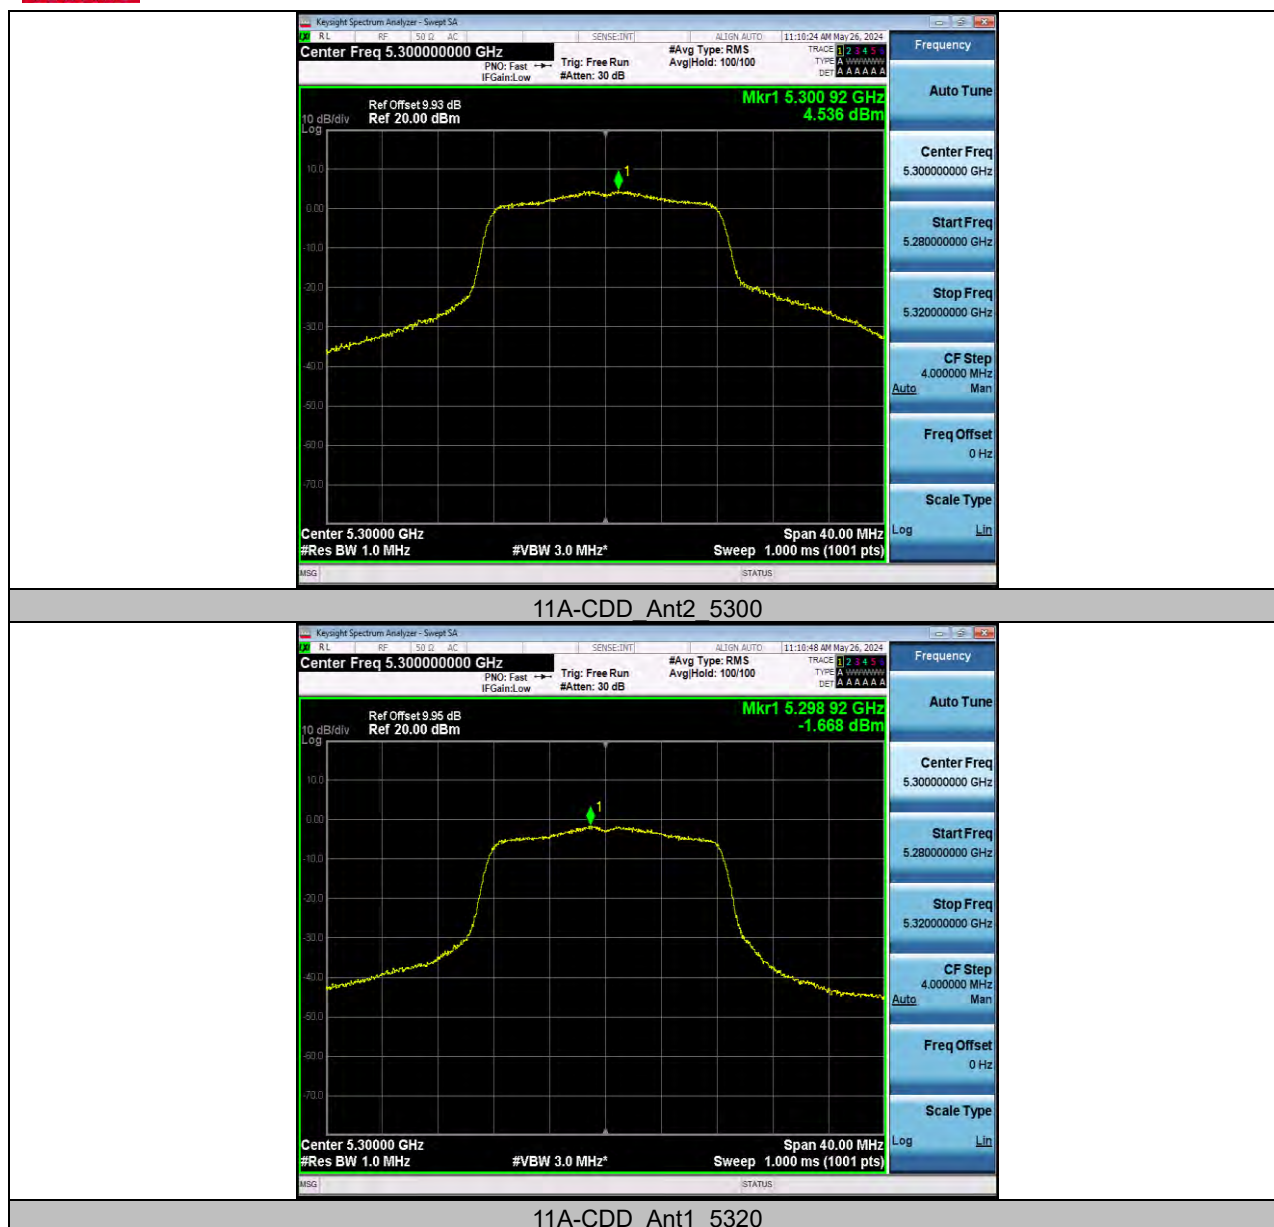 Keysight Spectrum Analyzer - Swept SA
RL RF 50 Ω AC SENSE:INT ALIGN AUTO 11:10:24 AM May 26, 2024
Center Freq 5.300000000 GHz
PNO: Fast
IFGain:Low
Trig: Free Run
#Atten: 30 dB
#Avg Type: RMS
Avg|Hold: 100/100
TRACE 1 2 3 4 5 6
TYPE A WWWWW
DET A A A A A A
Mkr1 5.300 92 GHz
4.536 dBm
Ref Offset 9.93 dB
10 dB/div Ref 20.00 dBm
Log
10.0
0.00
-10.0
-20.0
-30.0
-40.0
-50.0
-60.0
-70.0
1
Center 5.30000 GHz Span 40.00 MHz
#Res BW 1.0 MHz #VBW 3.0 MHz* Sweep 1.000 ms (1001 pts)
MSG STATUS
Frequency
Auto Tune
Center Freq
5.300000000 GHz
Start Freq
5.280000000 GHz
Stop Freq
5.320000000 GHz
CF Step
4.000000 MHz
Auto Man
Freq Offset
0 Hz
Scale Type
Log Lin
11A-CDD_Ant2_5300
Keysight Spectrum Analyzer - Swept SA
RL RF 50 Ω AC SENSE:INT ALIGN AUTO 11:10:48 AM May 26, 2024
Center Freq 5.300000000 GHz
PNO: Fast
IFGain:Low
Trig: Free Run
#Atten: 30 dB
#Avg Type: RMS
Avg|Hold: 100/100
TRACE 1 2 3 4 5 6
TYPE A WWWWW
DET A A A A A A
Mkr1 5.298 92 GHz
-1.668 dBm
Ref Offset 9.95 dB
10 dB/div Ref 20.00 dBm
Log
10.0
0.00
-10.0
-20.0
-30.0
-40.0
-50.0
-60.0
-70.0
1
Center 5.30000 GHz Span 40.00 MHz
#Res BW 1.0 MHz #VBW 3.0 MHz* Sweep 1.000 ms (1001 pts)
MSG STATUS
Frequency
Auto Tune
Center Freq
5.300000000 GHz
Start Freq
5.280000000 GHz
Stop Freq
5.320000000 GHz
CF Step
4.000000 MHz
Auto Man
Freq Offset
0 Hz
Scale Type
Log Lin
11A-CDD_Ant1_5320